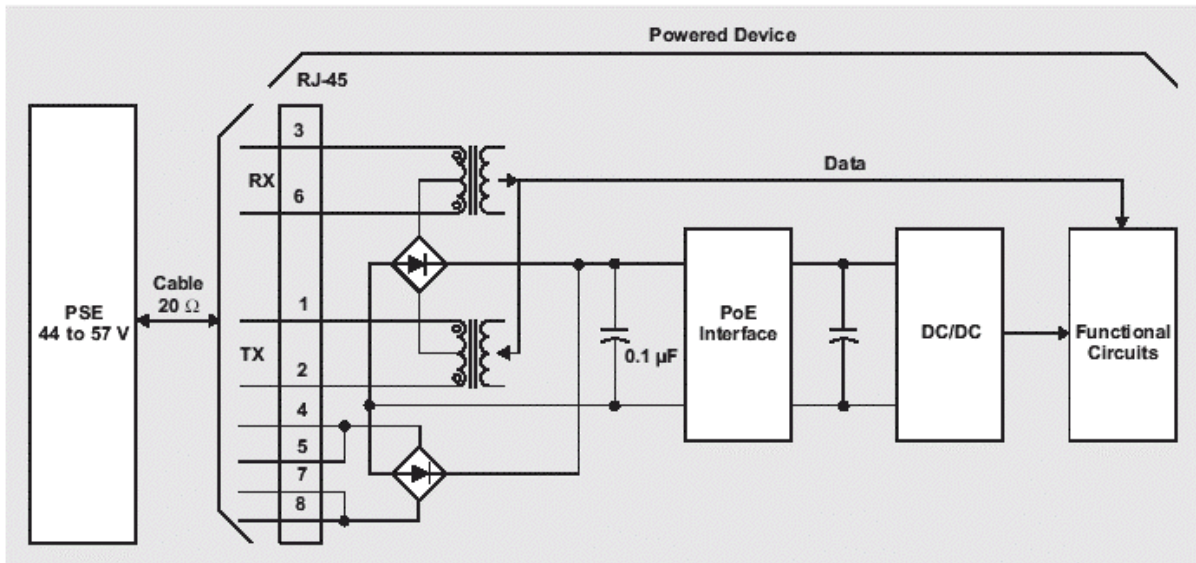 Powered Device
RJ-45
3
Data
RX
6
Cable
20 Ω
1
PSE
44 to 57 V
PoE
Interface
DC/DC
Functional
Circuits
TX
0.1 µF
2
4
5
7
8